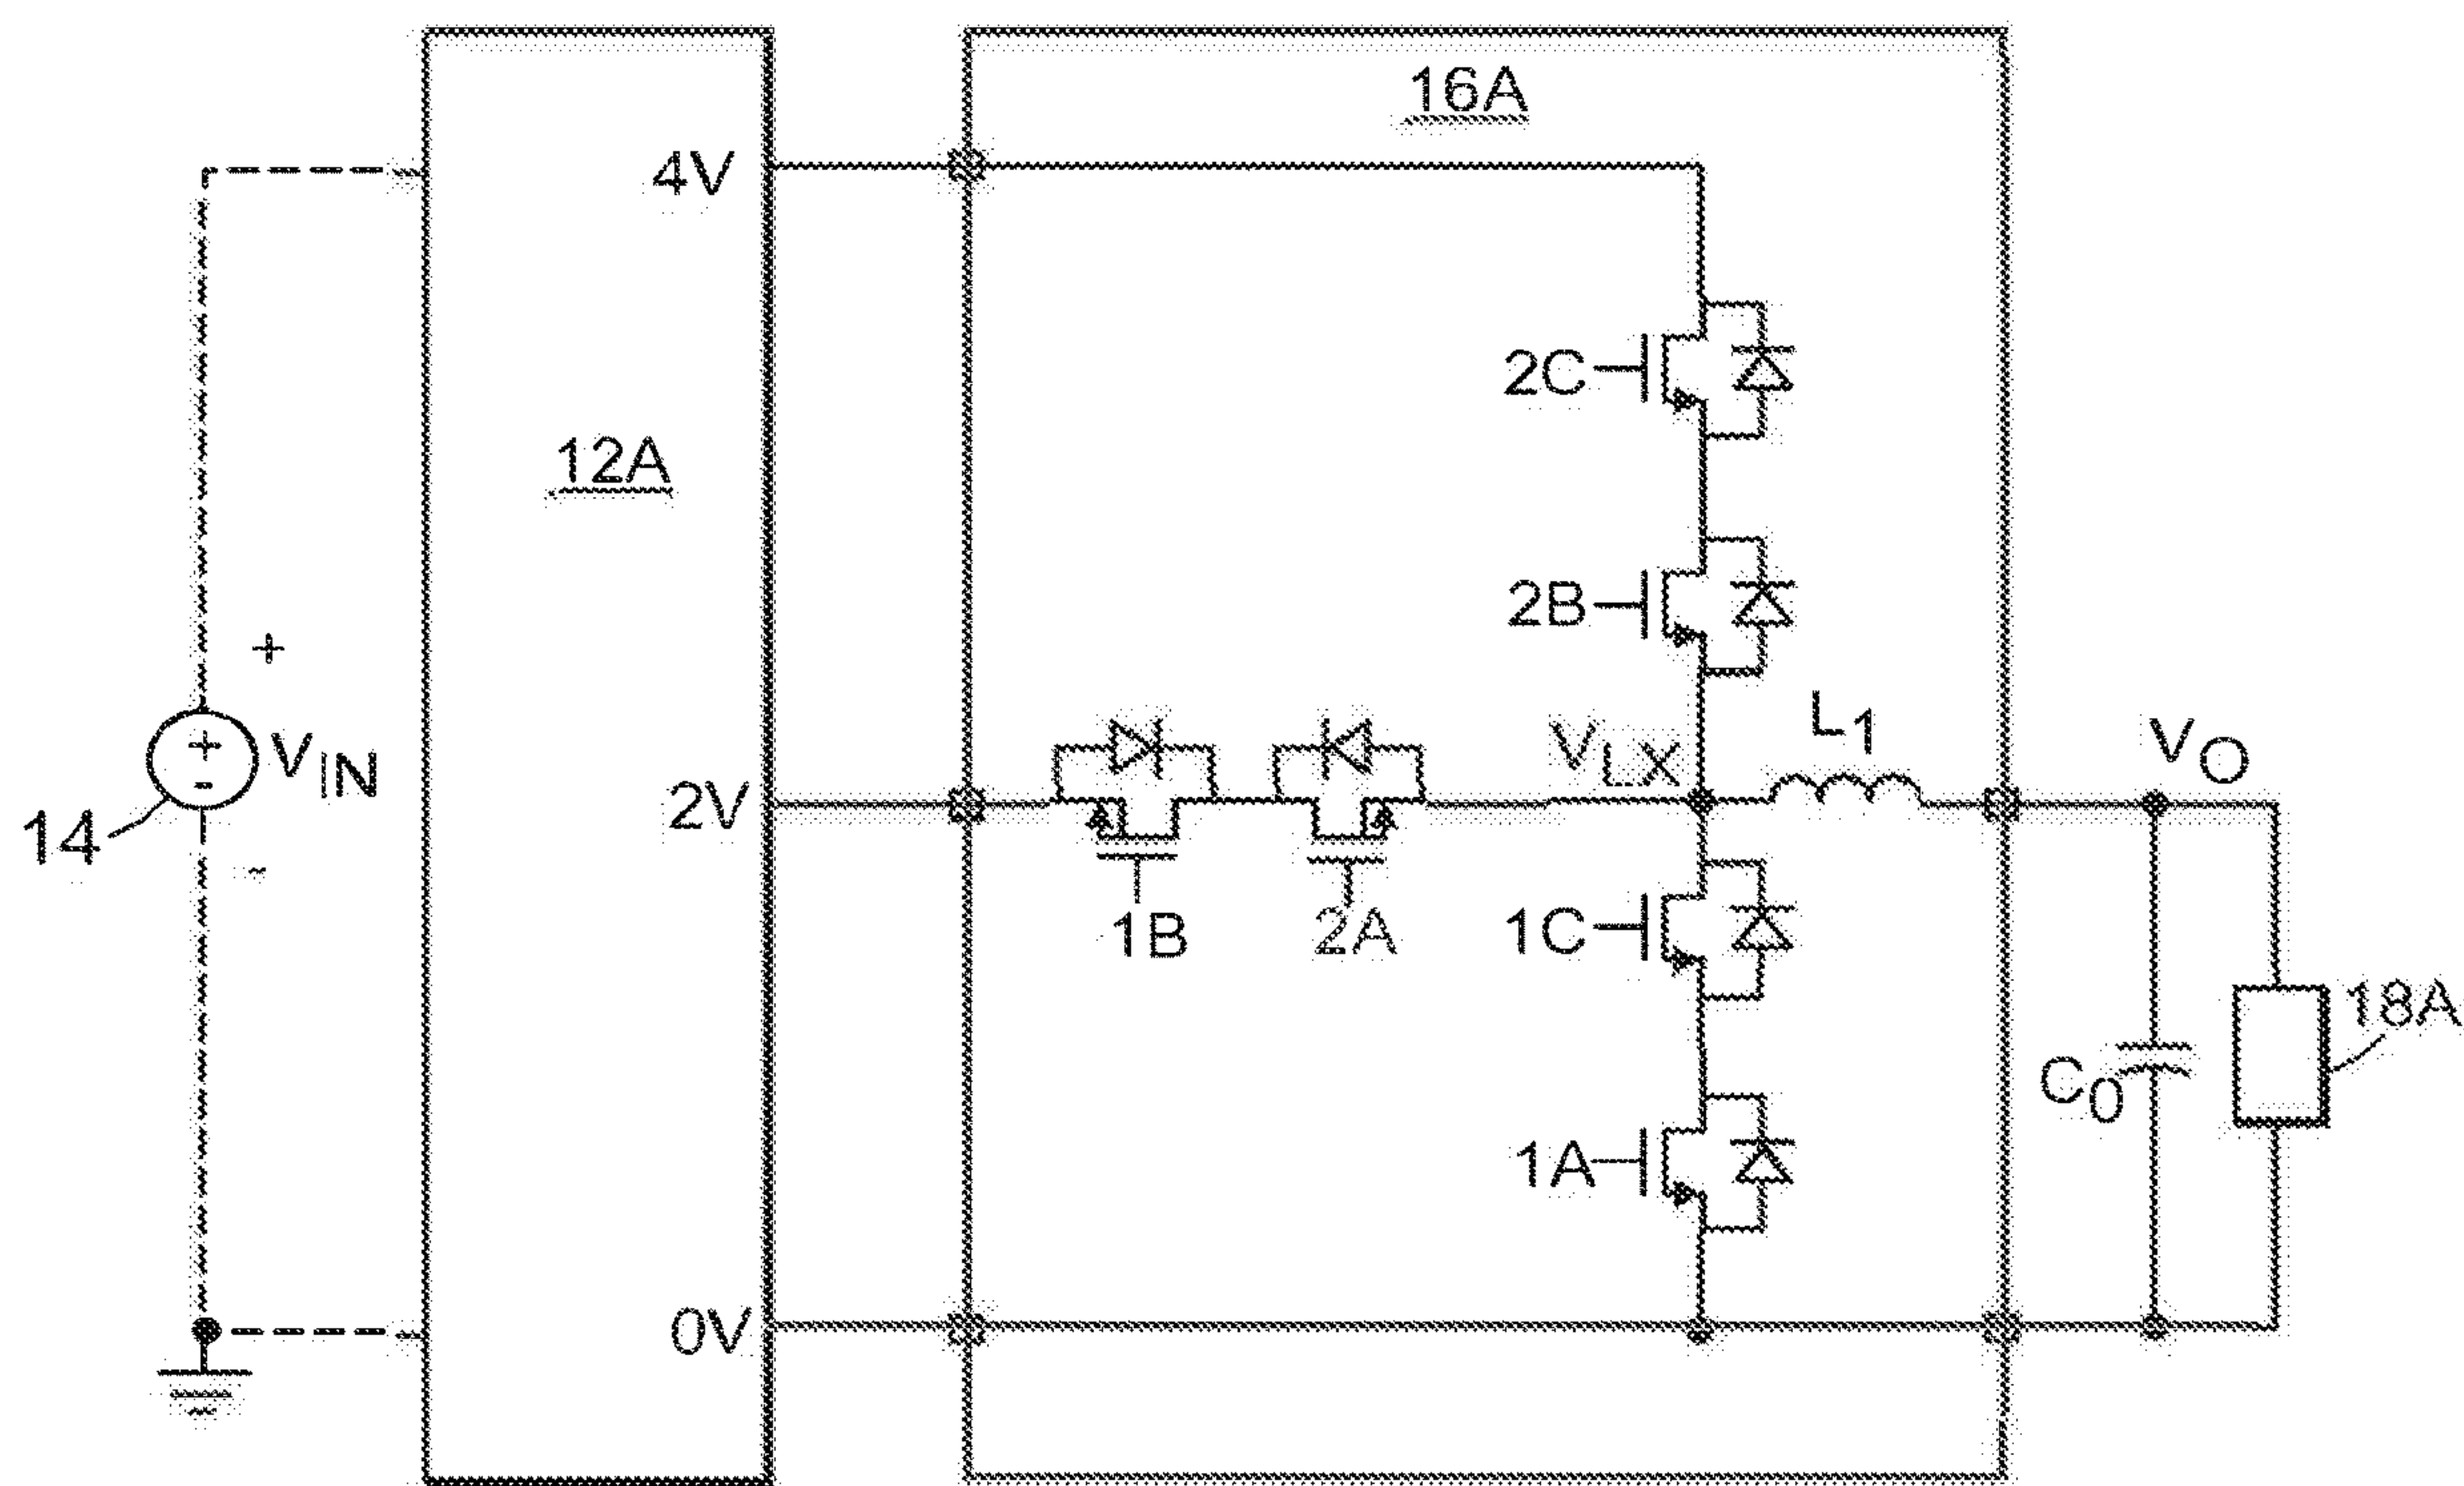 16A
4V
12A
2C
2B
+
+
-
VIN
14
-
2V
VLX
L1
VO
1B
2A
1C
18A
C0
1A
0V